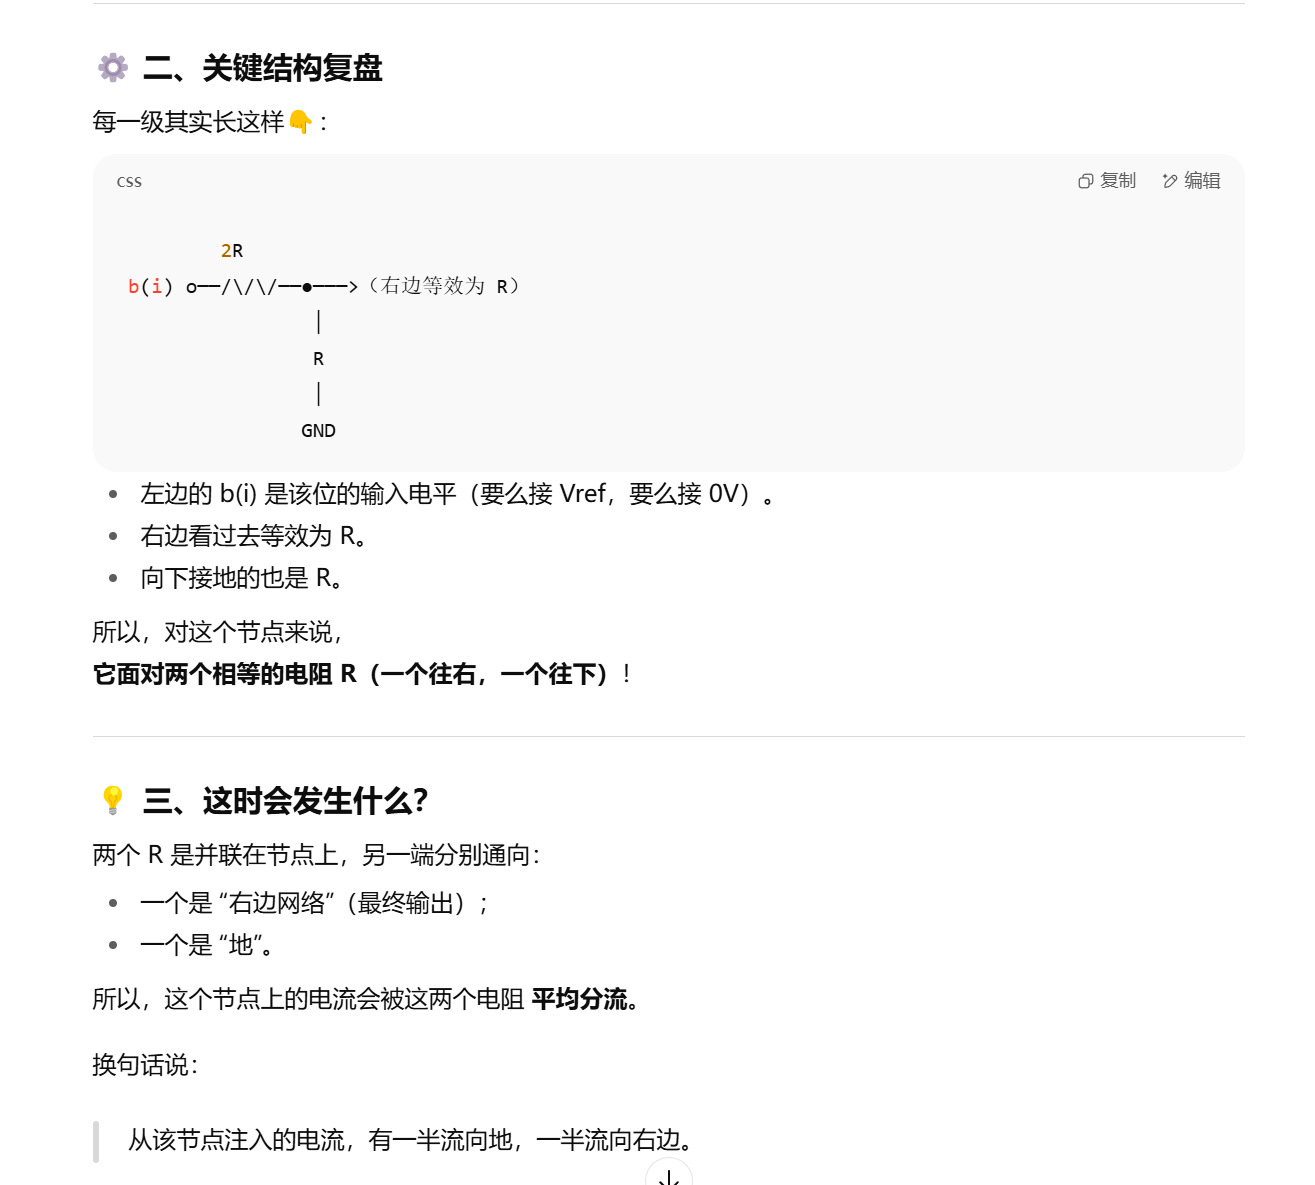 ⚙️ 二、关键结构复盘
每一级其实长这样👇：
css
复制 编辑
2R
b(i) o──/\/\/──●───>（右边等效为 R）
│
R
│
GND
• 左边的 b(i) 是该位的输入电平（要么接 Vref，要么接 0V）。
• 右边看过去等效为 R。
• 向下接地的也是 R。
所以，对这个节点来说，
它面对两个相等的电阻 R（一个往右，一个往下）！
💡 三、这时会发生什么？
两个 R 是并联在节点上，另一端分别通向：
• 一个是 “右边网络”（最终输出）；
• 一个是 “地”。
所以，这个节点上的电流会被这两个电阻 平均分流。
换句话说：
从该节点注入的电流，有一半流向地，一半流向右边。